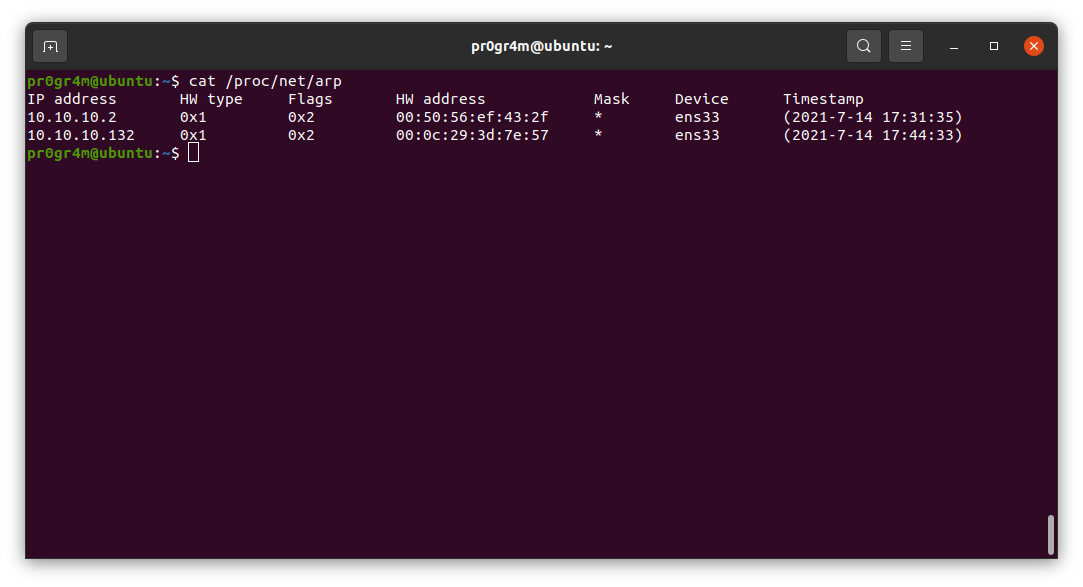 pr0gr4m@ubuntu: ~
pr0gr4m@ubuntu:~$ cat /proc/net/arp
IP address       HW type     Flags       HW address            Mask     Device      Timestamp
10.10.10.2       0x1         0x2         00:50:56:ef:43:2f     *        ens33       (2021-7-14 17:31:35)
10.10.10.132     0x1         0x2         00:0c:29:3d:7e:57     *        ens33       (2021-7-14 17:44:33)
pr0gr4m@ubuntu:~$